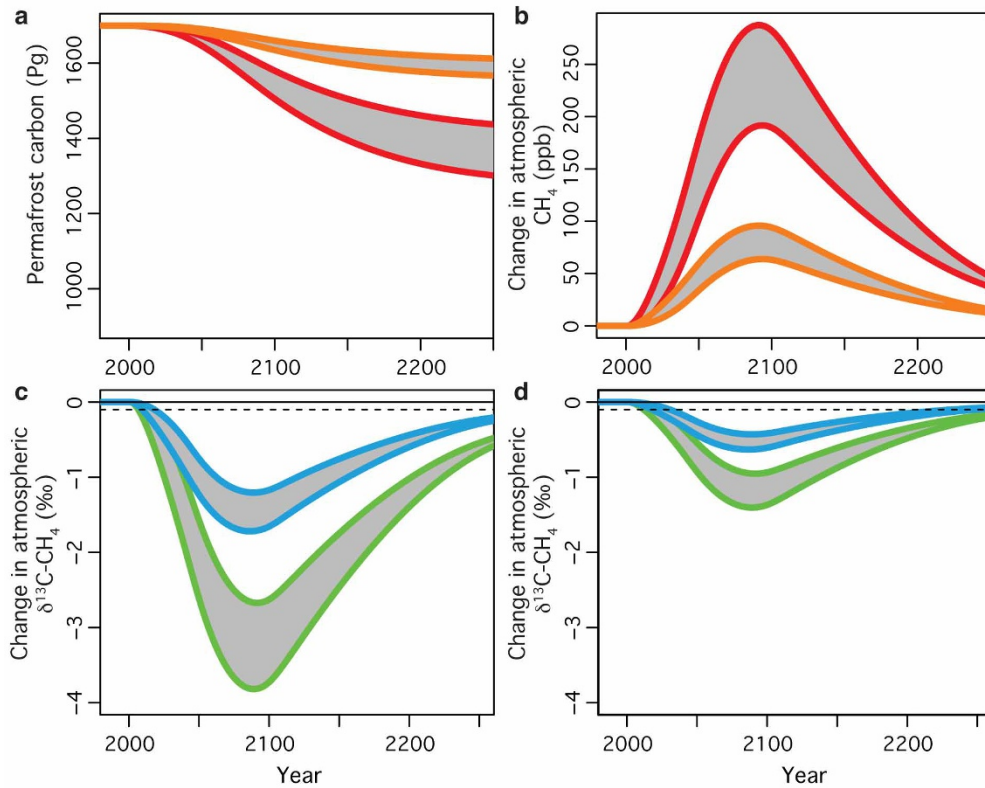 a
Permafrost carbon (Pg)
1600
1400
1200
1000
2000
2100
2200
b
Change in atmospheric
CH₄ (ppb)
250
200
150
100
50
0
2000
2100
2200
c
Change in atmospheric
δ¹³C-CH₄ (‰)
0
−1
−2
−3
−4
2000
2100
2200
Year
d
Change in atmospheric
δ¹³C-CH₄ (‰)
0
−1
−2
−3
−4
2000
2100
2200
Year